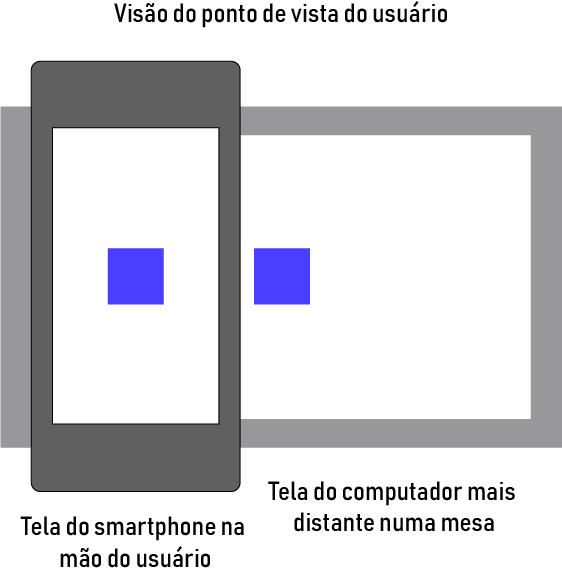 Visão do ponto de vista do usuário
Tela do computador mais
distante numa mesa
Tela do smartphone na
mão do usuário